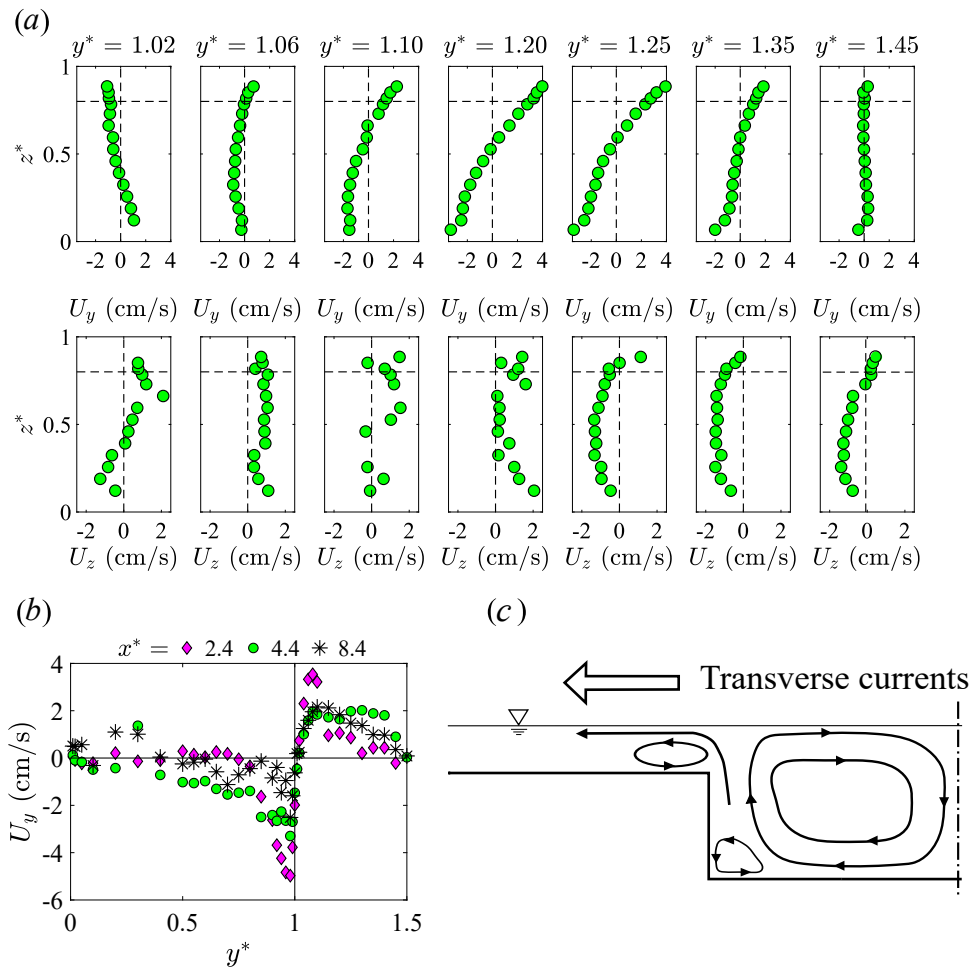 (a)
y* = 1.02 y* = 1.06 y* = 1.10 y* = 1.20 y* = 1.25 y* = 1.35 y* = 1.45
1
z*
0.5
0
-2 0 2 4 -2 0 2 4 -2 0 2 4 -2 0 2 4 -2 0 2 4 -2 0 2 4 -2 0 2 4
U_y (cm/s) U_y (cm/s) U_y (cm/s) U_y (cm/s) U_y (cm/s) U_y (cm/s) U_y (cm/s)
1
z*
0.5
0
-2 0 2 -2 0 2 -2 0 2 -2 0 2 -2 0 2 -2 0 2 -2 0 2
U_z (cm/s) U_z (cm/s) U_z (cm/s) U_z (cm/s) U_z (cm/s) U_z (cm/s) U_z (cm/s)
(b)
x* = 2.4 4.4 8.4
4
2
0
-2
-4
-6
U_y (cm/s)
0 0.5 1 1.5
y*
(c)
Transverse currents